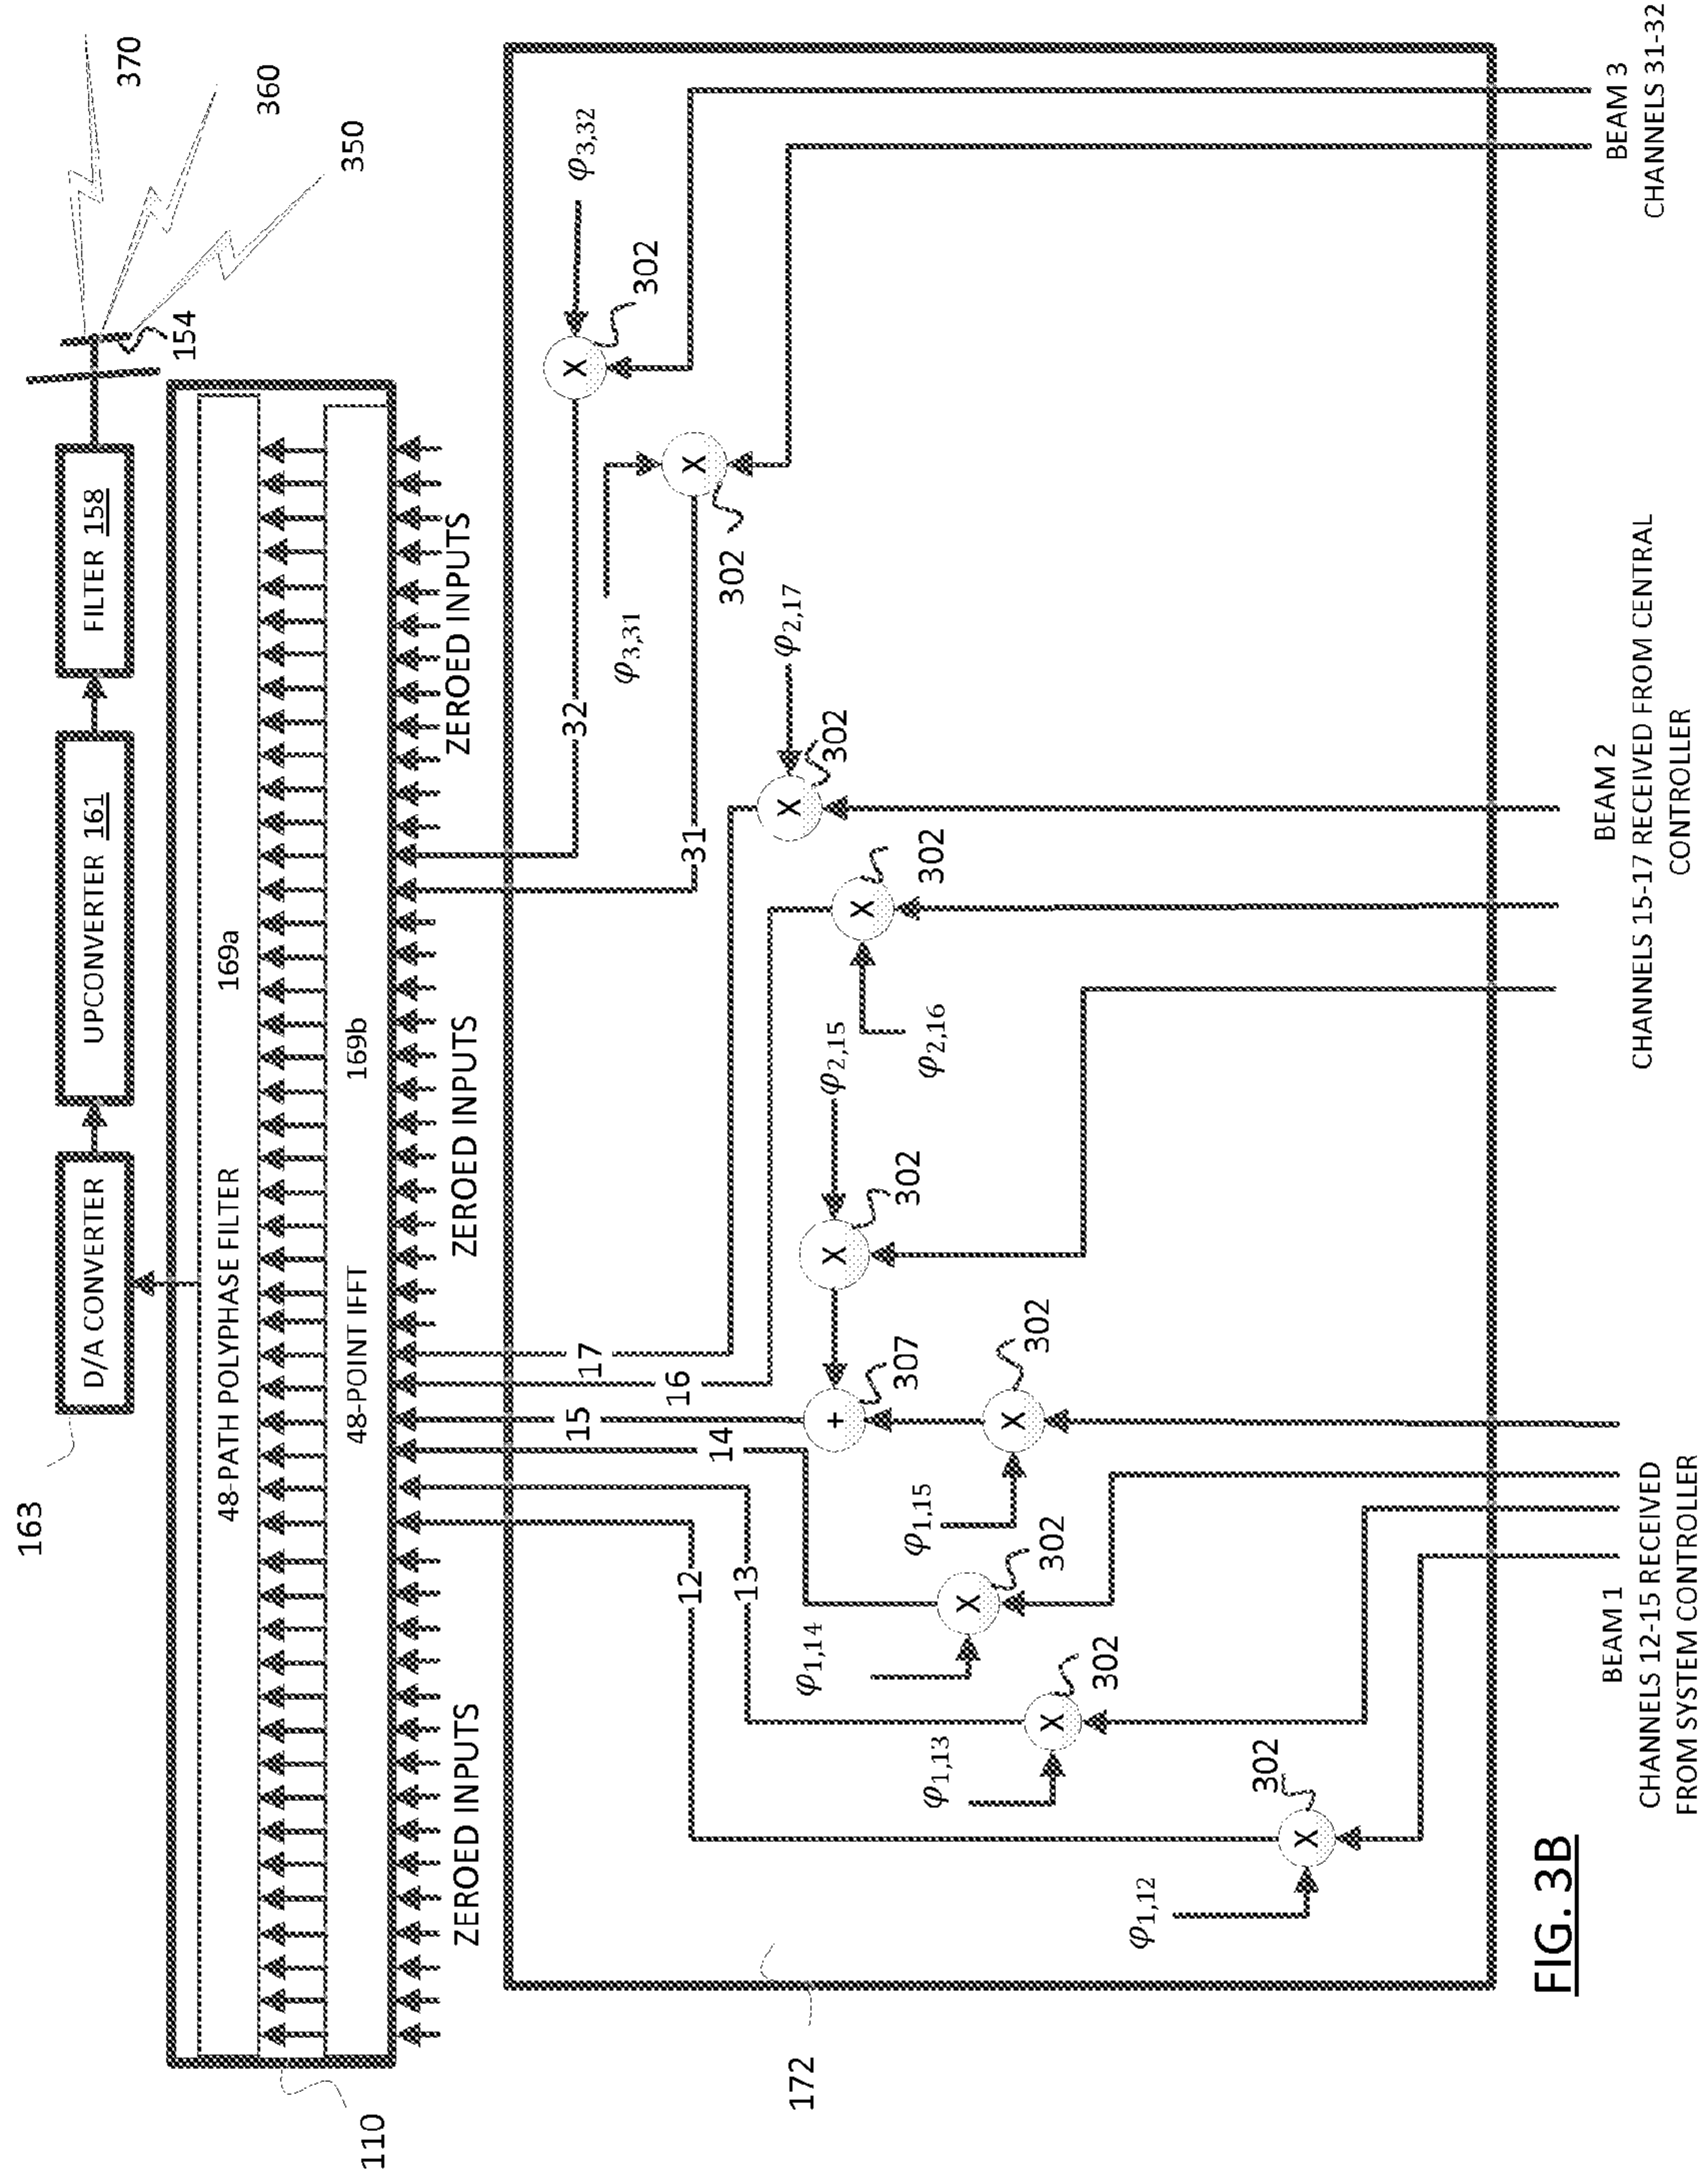 370
360
350
154
FILTER 158
UPCONVERTER 161
D/A CONVERTER
163
48-PATH POLYPHASE FILTER 169a
48-POINT IFFT 169b
110
ZEROED INPUTS
ZEROED INPUTS
ZEROED INPUTS
12
13
14
15
16
17
31
32
φ1,12
302
φ1,13
302
φ1,14
302
φ1,15
302
307
φ2,15
302
φ2,16
302
φ2,17
302
φ3,31
302
φ3,32
302
X
X
X
X
+
X
X
X
X
X
172
BEAM 1
CHANNELS 12-15 RECEIVED
FROM SYSTEM CONTROLLER
BEAM 2
CHANNELS 15-17 RECEIVED FROM CENTRAL
CONTROLLER
BEAM 3
CHANNELS 31-32
FIG. 3B